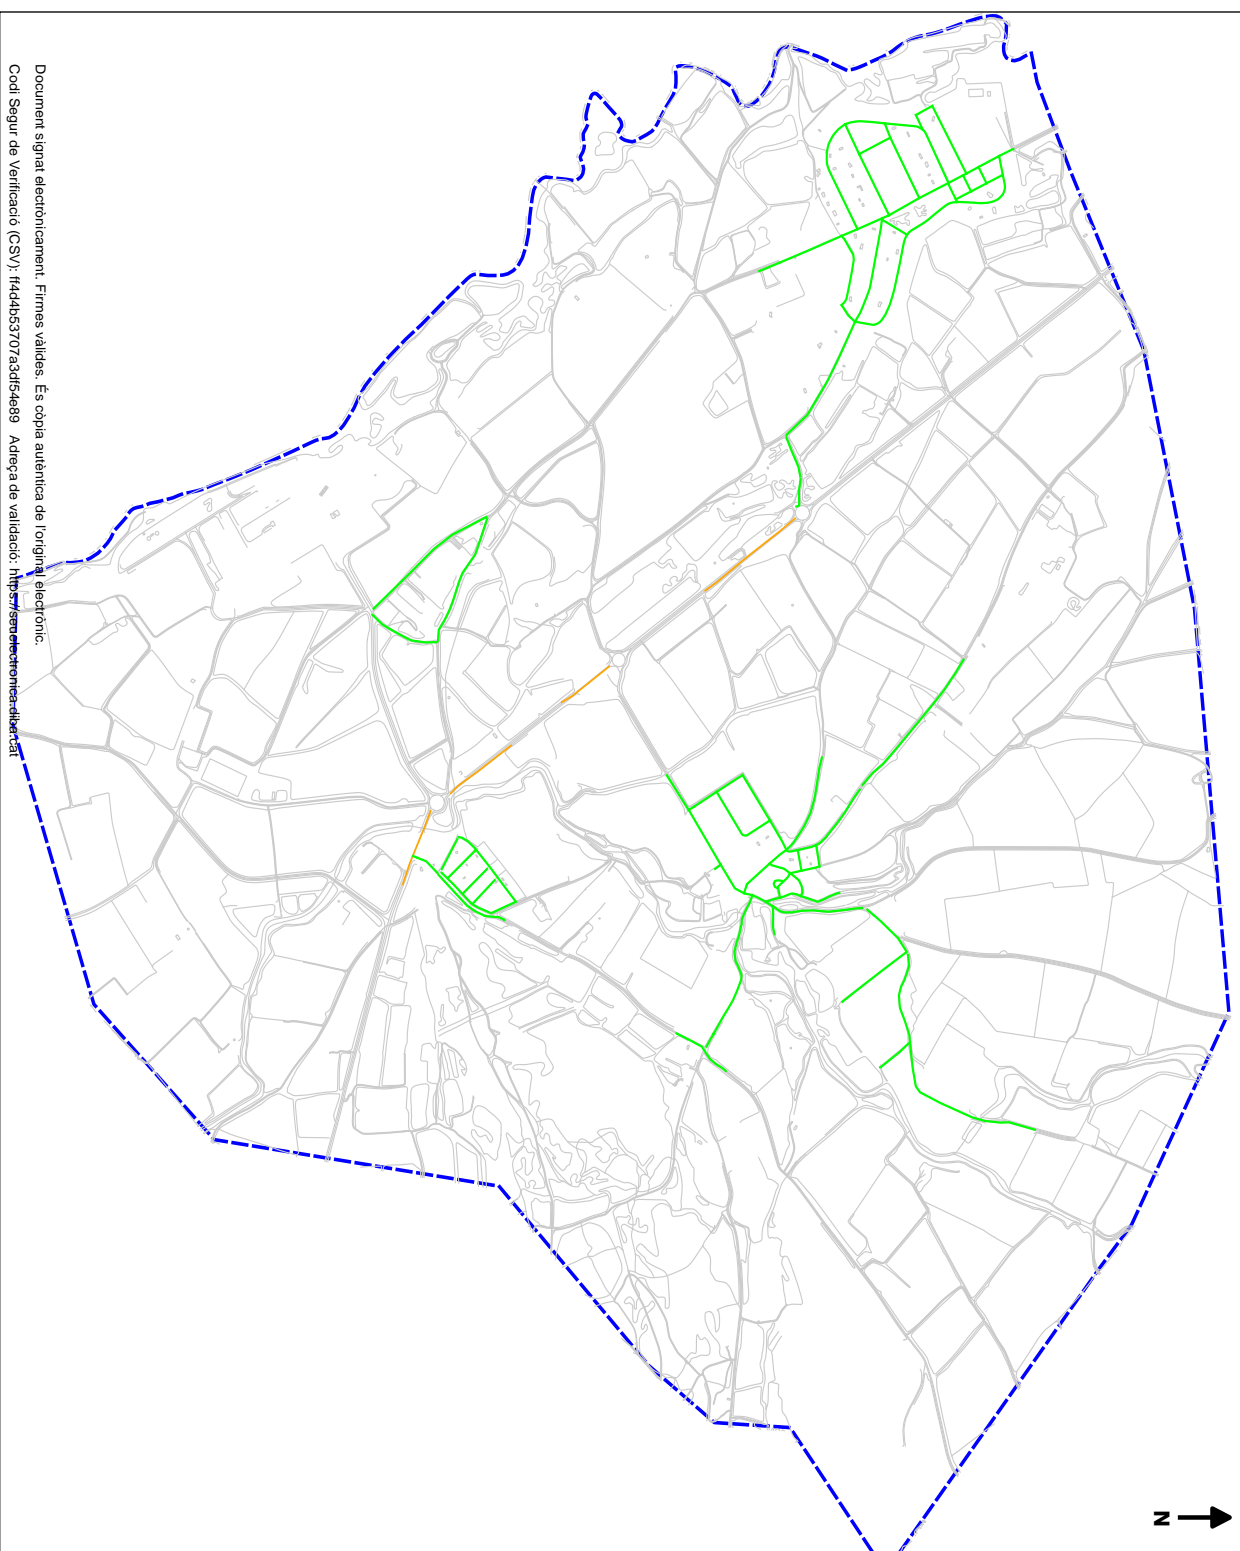 Document signat electrònicament. Firmes vàlides. És còpia autèntica de l'original electrònic.
Codi Segur de Verificació (CSV): ff4d4b53707a3df54e89 Adreça de validació: https://seuelectronica.diba.cat
N